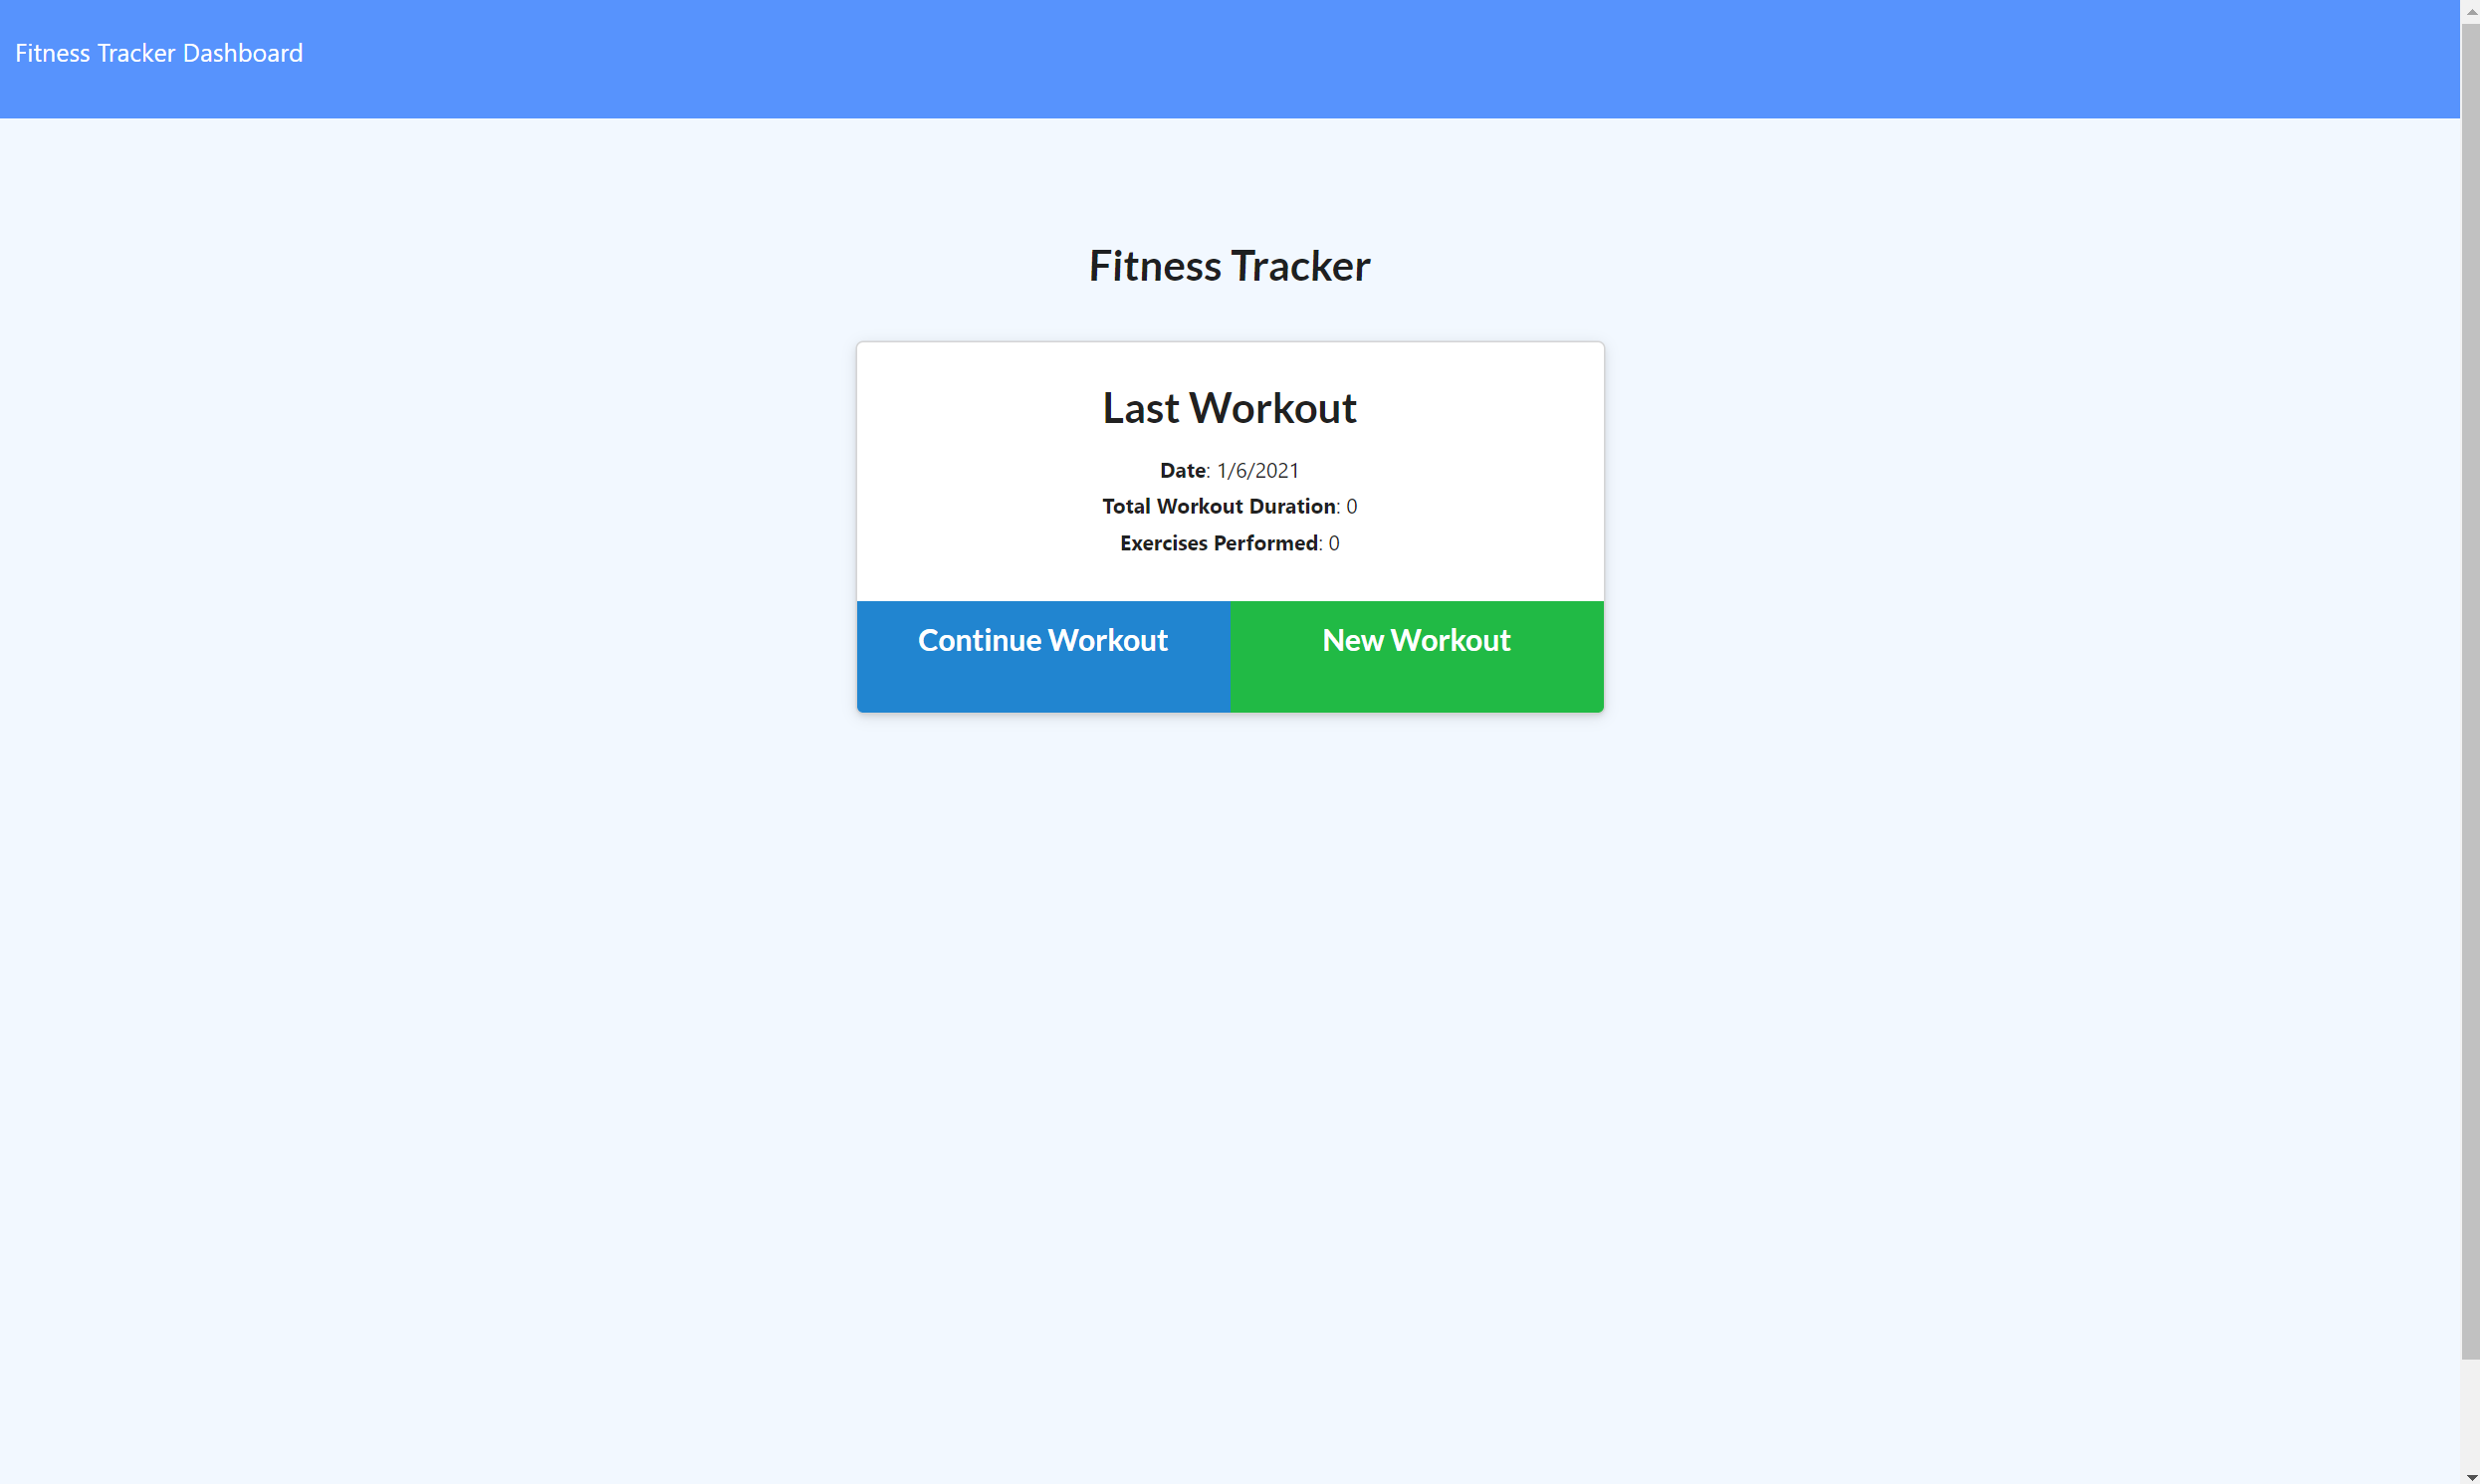 Fitness Tracker Dashboard
Fitness Tracker
Last Workout
Date: 1/6/2021
Total Workout Duration: 0
Exercises Performed: 0
Continue Workout New Workout